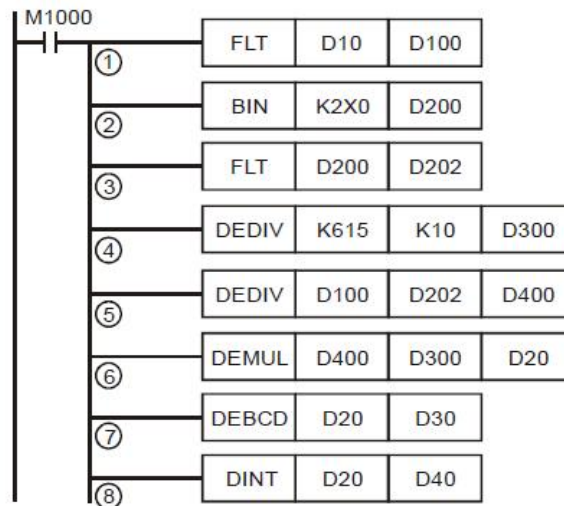 M1000
① FLT D10 D100
② BIN K2X0 D200
③ FLT D200 D202
④ DEDIV K615 K10 D300
⑤ DEDIV D100 D202 D400
⑥ DEMUL D400 D300 D20
⑦ DEBCD D20 D30
⑧ DINT D20 D40